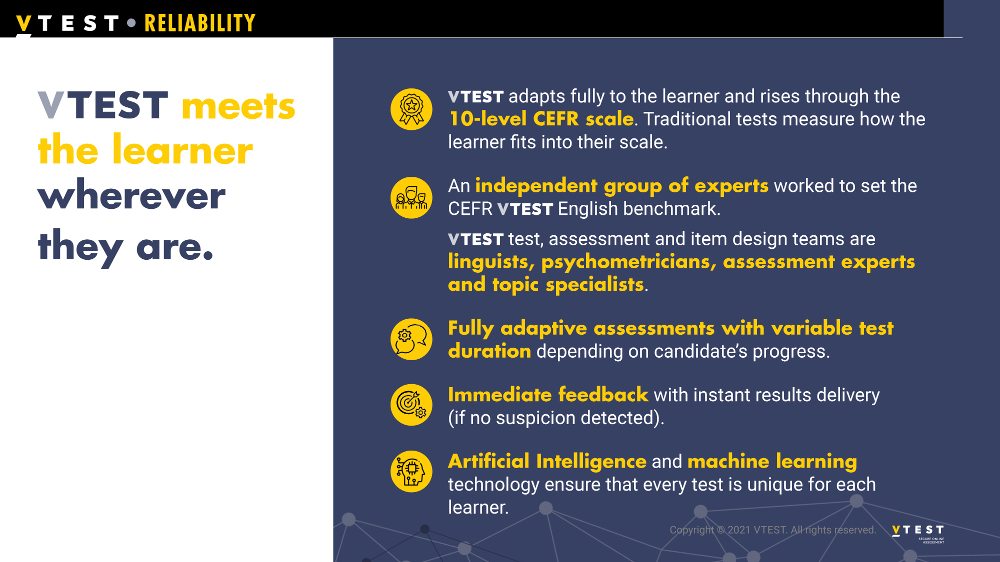 VTEST • RELIABILITY
VTEST meets
the learner
wherever
they are.
VTEST adapts fully to the learner and rises through the
10-level CEFR scale. Traditional tests measure how the
learner fits into their scale.
An independent group of experts worked to set the
CEFR VTEST English benchmark.
VTEST test, assessment and item design teams are
linguists, psychometricians, assessment experts
and topic specialists.
Fully adaptive assessments with variable test
duration depending on candidate’s progress.
Immediate feedback with instant results delivery
(if no suspicion detected).
Artificial Intelligence and machine learning
technology ensure that every test is unique for each
learner.
Copyright © 2021 VTEST. All rights reserved.
VTEST
SECURE ONLINE
ASSESSMENT